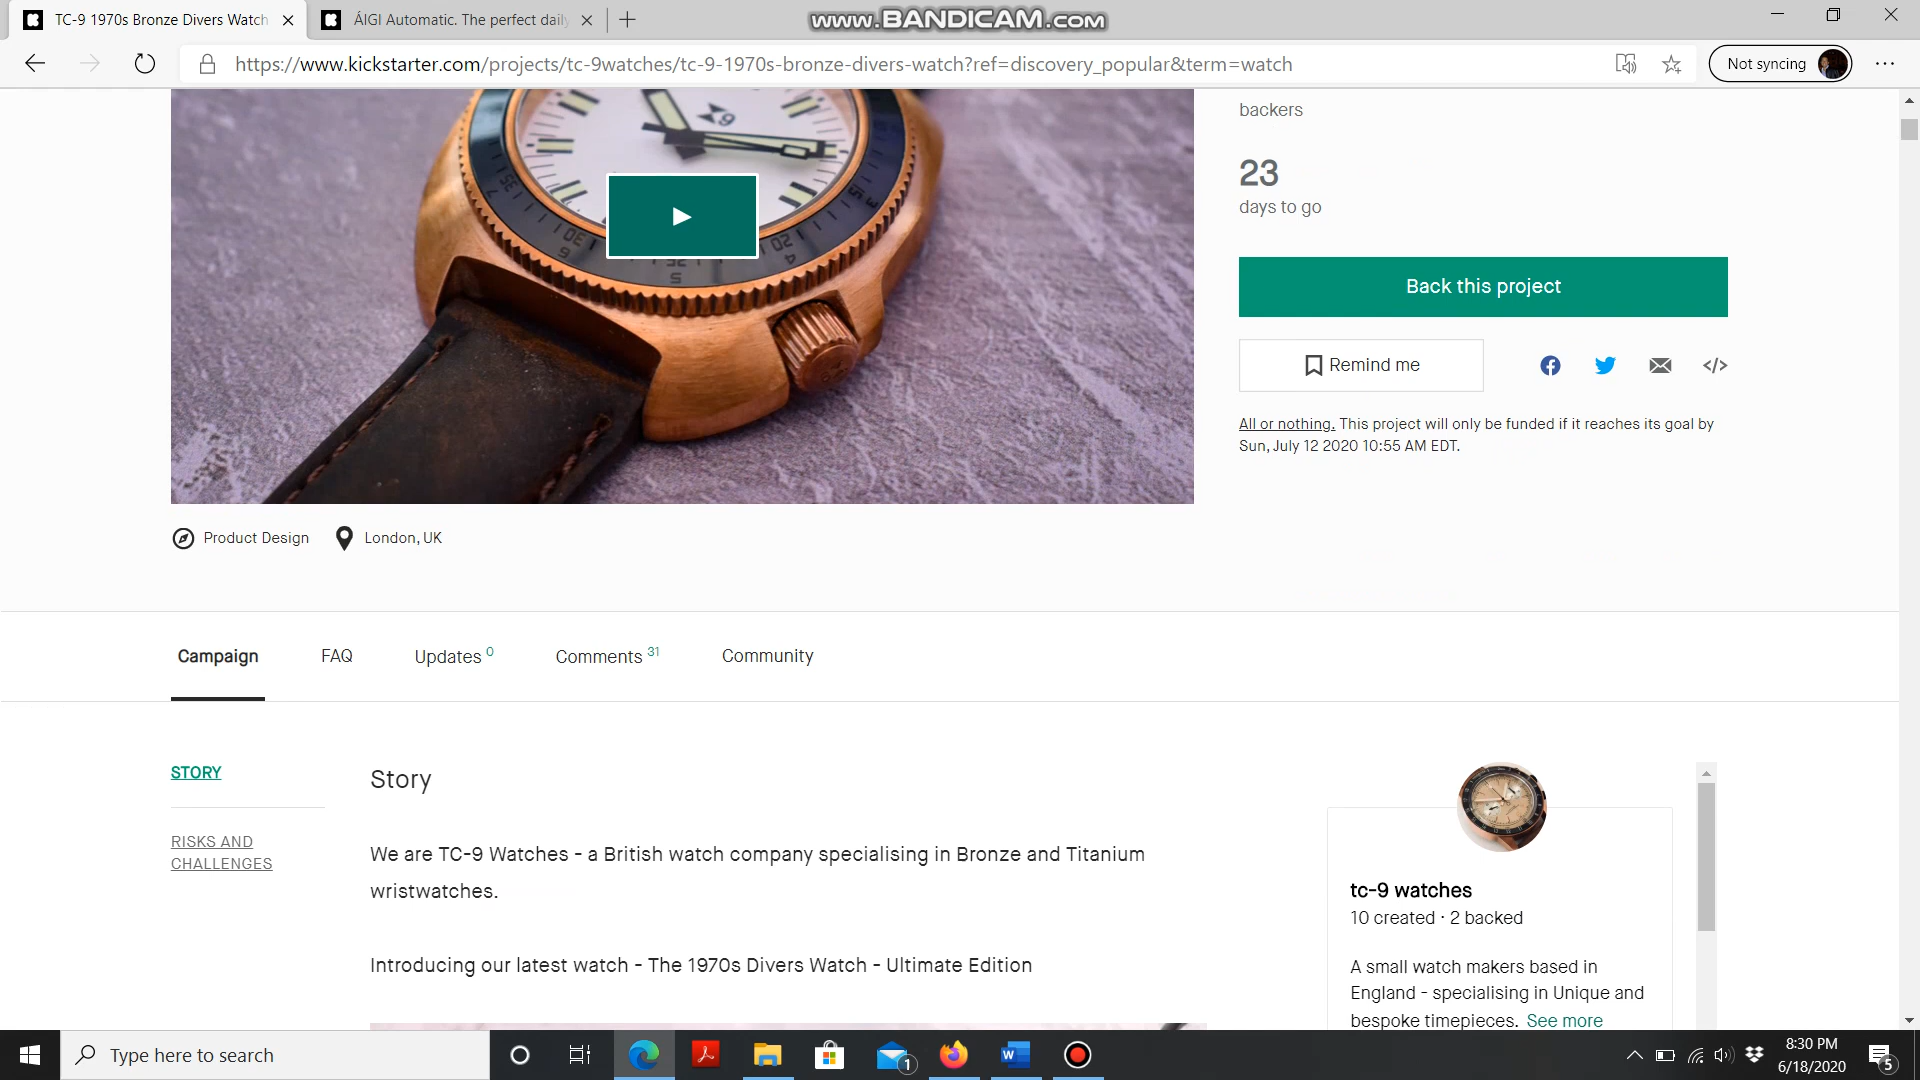 TC-9 1970s Bronze Divers Watch
ÁIGI Automatic. The perfect daily
www.BANDICAM.com
https://www.kickstarter.com/projects/tc-9watches/tc-9-1970s-bronze-divers-watch?ref=discovery_popular&term=watch
Not syncing
backers
23
days to go
Back this project
Remind me
All or nothing. This project will only be funded if it reaches its goal by
Sun, July 12 2020 10:55 AM EDT.
Product Design
London, UK
Campaign
FAQ
Updates 0
Comments 31
Community
STORY
RISKS AND
CHALLENGES
Story
We are TC-9 Watches - a British watch company specialising in Bronze and Titanium
wristwatches.
Introducing our latest watch - The 1970s Divers Watch - Ultimate Edition
tc-9 watches
10 created · 2 backed
A small watch makers based in
England - specialising in Unique and
bespoke timepieces. See more
Type here to search
1
8:30 PM
6/18/2020
5